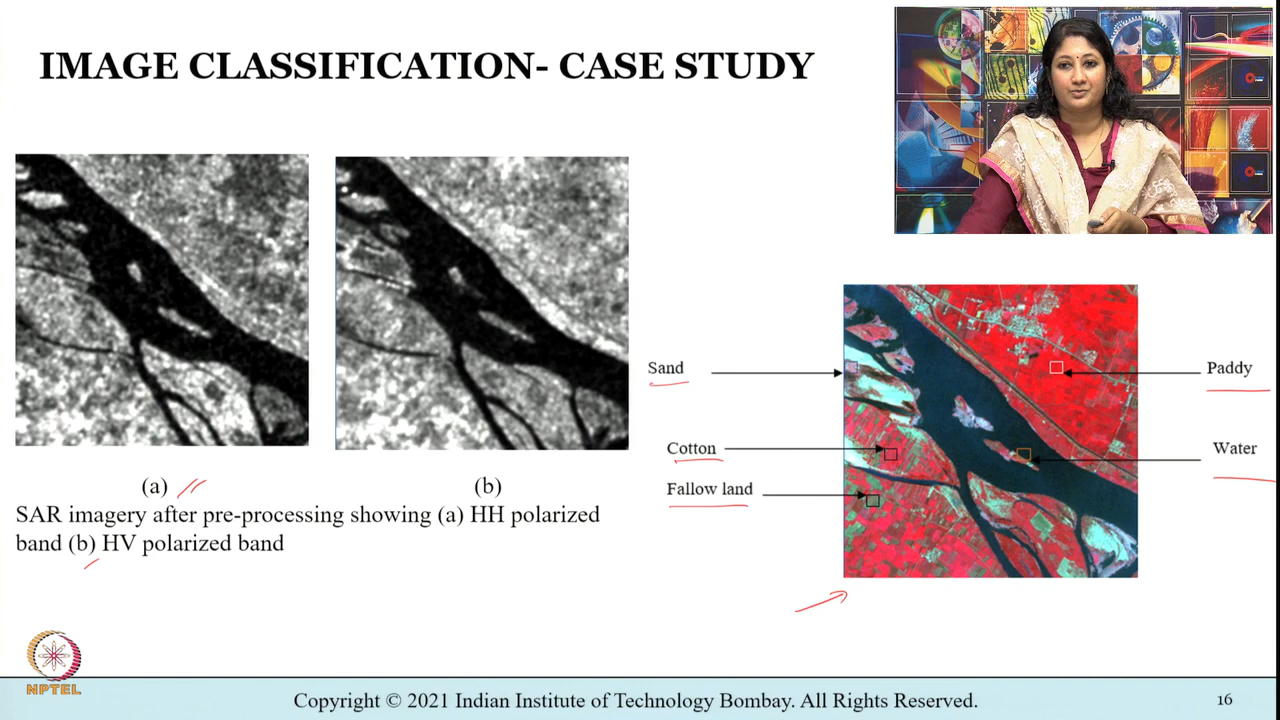 IMAGE CLASSIFICATION- CASE STUDY
(a)
(b)
SAR imagery after pre-processing showing (a) HH polarized
band (b) HV polarized band
Sand
Cotton
Fallow land
Paddy
Water
NPTEL
Copyright © 2021 Indian Institute of Technology Bombay. All Rights Reserved.
16